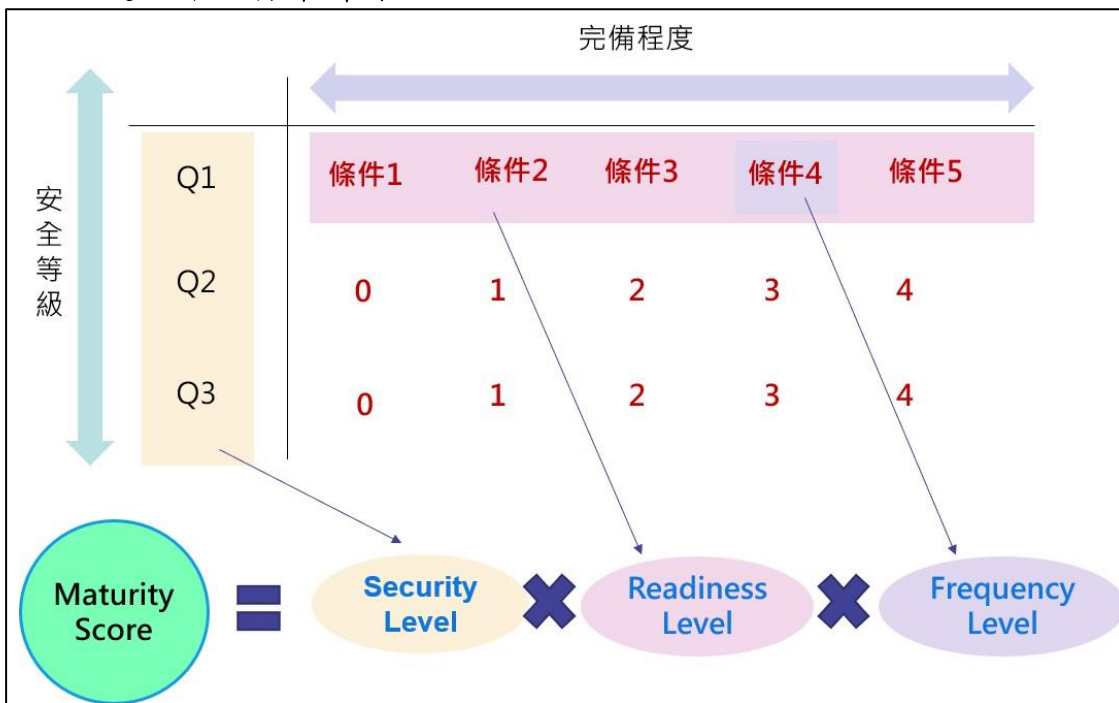 完備程度
安全等級
Q1 條件1 條件2 條件3 條件4 條件5
Q2 0 1 2 3 4
Q3 0 1 2 3 4
Maturity
Score
Security
Level
Readiness
Level
Frequency
Level